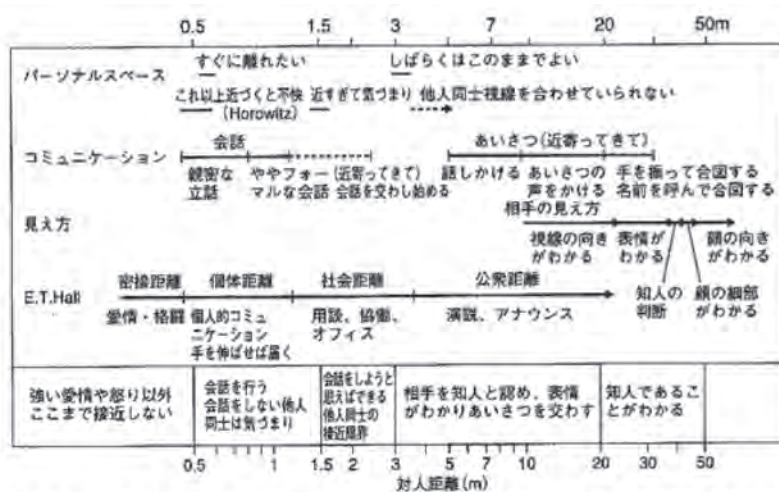 0.5 1.5 3 7 20 50m
すぐに離れたい しばらくはこのままでよい
パーソナルスペース
これ以上近づくと不快 近すぎて気づまり 他人同士視線を合わせていられない
(Horowitz)
会話 あいさつ(近寄ってきて)
コミュニケーション
親密な ややフォー (近寄ってきて) 話しかける あいさつの 手を振って合図する
立話 マルな会話 会話を交わし始める 声をかける 名前を呼んで合図する
相手の見え方
見え方
視線の向き 表情が 顔の向き
がわかる わかる がわかる
密接距離 個体距離 社会距離 公衆距離
知人の 顔の細部
判断 がわかる
E.T.Hall
愛情・格闘 個人的コミュ 用談、協働、 演説、アナウンス
ニケーション オフィス
手を伸ばせば届く
強い愛情や怒り以外
ここまで接近しない
会話を行う
会話をしない他人
同士は気づまり
会話をしようと
思えばできる
他人同士の
接近限界
相手を知人と認め、表情
がわかりあいさつを交わす
知人であるこ
とがわかる
0.5 1 1.5 2 3 5 7 10 20 30 50
対人距離(m)